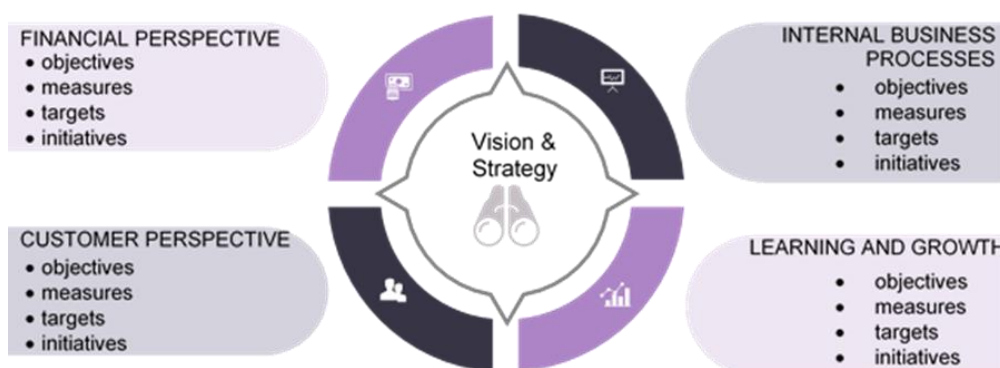 FINANCIAL PERSPECTIVE
• objectives
• measures
• targets
• initiatives
Vision &
Strategy
INTERNAL BUSINESS
PROCESSES
• objectives
• measures
• targets
• initiatives
CUSTOMER PERSPECTIVE
• objectives
• measures
• targets
• initiatives
LEARNING AND GROWTH
• objectives
• measures
• targets
• initiatives